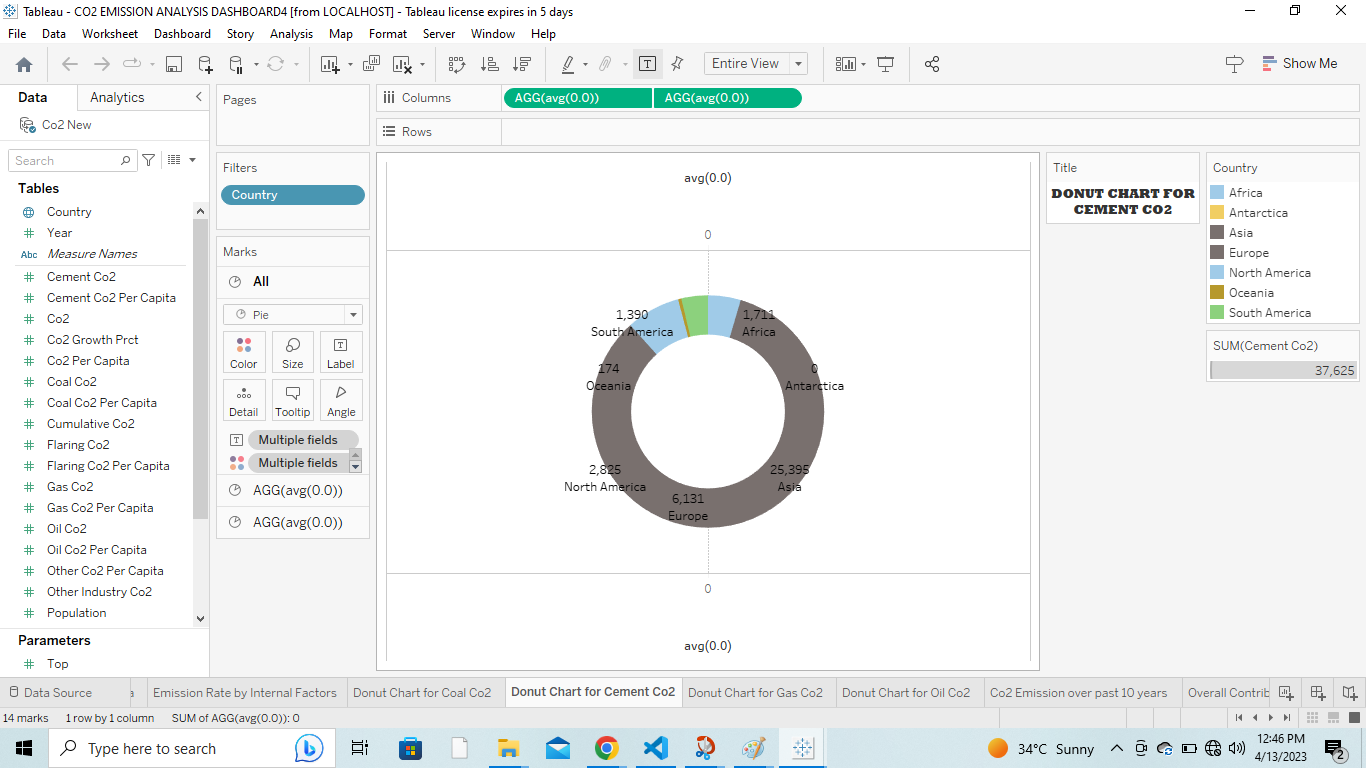 Tableau - CO2 EMISSION ANALYSIS DASHBOARD4 [from LOCALHOST] - Tableau license expires in 5 days
File Data Worksheet Dashboard Story Analysis Map Format Server Window Help
Entire View
Show Me
Data Analytics
Co2 New
Search
Tables
Country
Year
Abc Measure Names
Cement Co2
Cement Co2 Per Capita
Co2
Co2 Growth Prct
Co2 Per Capita
Coal Co2
Coal Co2 Per Capita
Cumulative Co2
Flaring Co2
Flaring Co2 Per Capita
Gas Co2
Gas Co2 Per Capita
Oil Co2
Oil Co2 Per Capita
Other Co2 Per Capita
Other Industry Co2
Population
Parameters
Top
Pages
Filters
Country
Marks
All
Pie
Color Size Label
Detail Tooltip Angle
Multiple fields
Multiple fields
AGG(avg(0.0))
AGG(avg(0.0))
Columns AGG(avg(0.0)) AGG(avg(0.0))
Rows
avg(0.0)
0
1,390
South America
1,711
Africa
174
Oceania
0
Antarctica
2,825
North America
25,395
Asia
6,131
Europe
0
avg(0.0)
Title
DONUT CHART FOR
CEMENT CO2
Country
Africa
Antarctica
Asia
Europe
North America
Oceania
South America
SUM(Cement Co2)
37,625
Data Source Emission Rate by Internal Factors Donut Chart for Coal Co2 Donut Chart for Cement Co2 Donut Chart for Gas Co2 Donut Chart for Oil Co2 Co2 Emission over past 10 years Overall Contrib
14 marks 1 row by 1 column SUM of AGG(avg(0.0)): 0
Type here to search
34°C Sunny
12:46 PM
4/13/2023
2